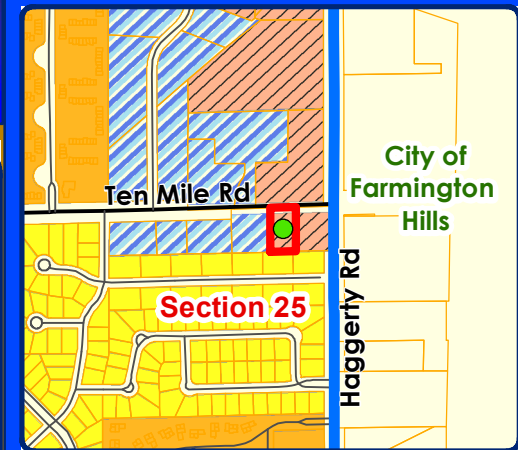 City of
Farmington
Hills
Ten Mile Rd
Haggerty Rd
Section 25